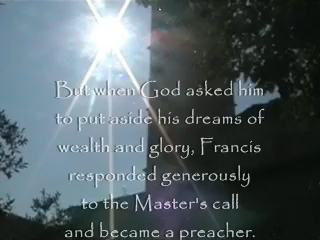 But when God asked him
to put aside his dreams of
wealth and glory, Francis
responded generously
to the Master's call
and became a preacher.